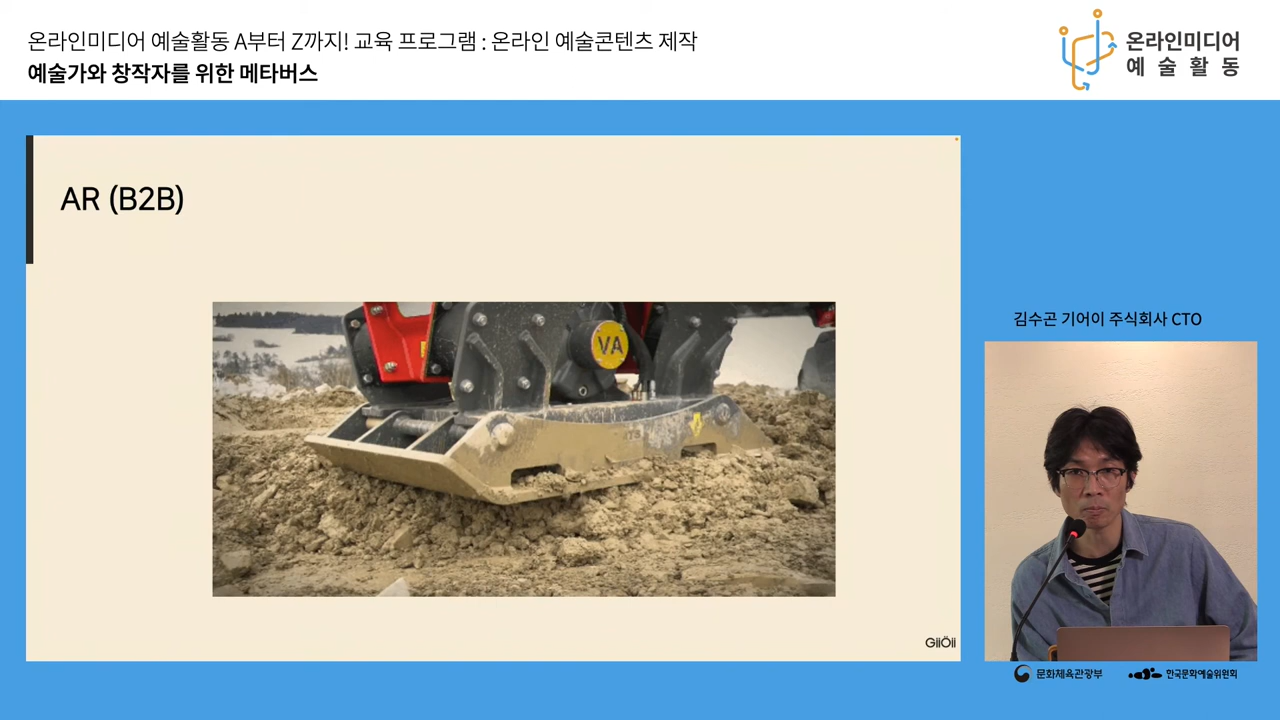 온라인미디어 예술활동 A부터 Z까지! 교육 프로그램 : 온라인 예술콘텐츠 제작
예술가와 창작자를 위한 메타버스
온라인미디어
예술활동
AR (B2B)
VA
GiiÖii
김수곤 기어이 주식회사 CTO
문화체육관광부
한국문화예술위원회